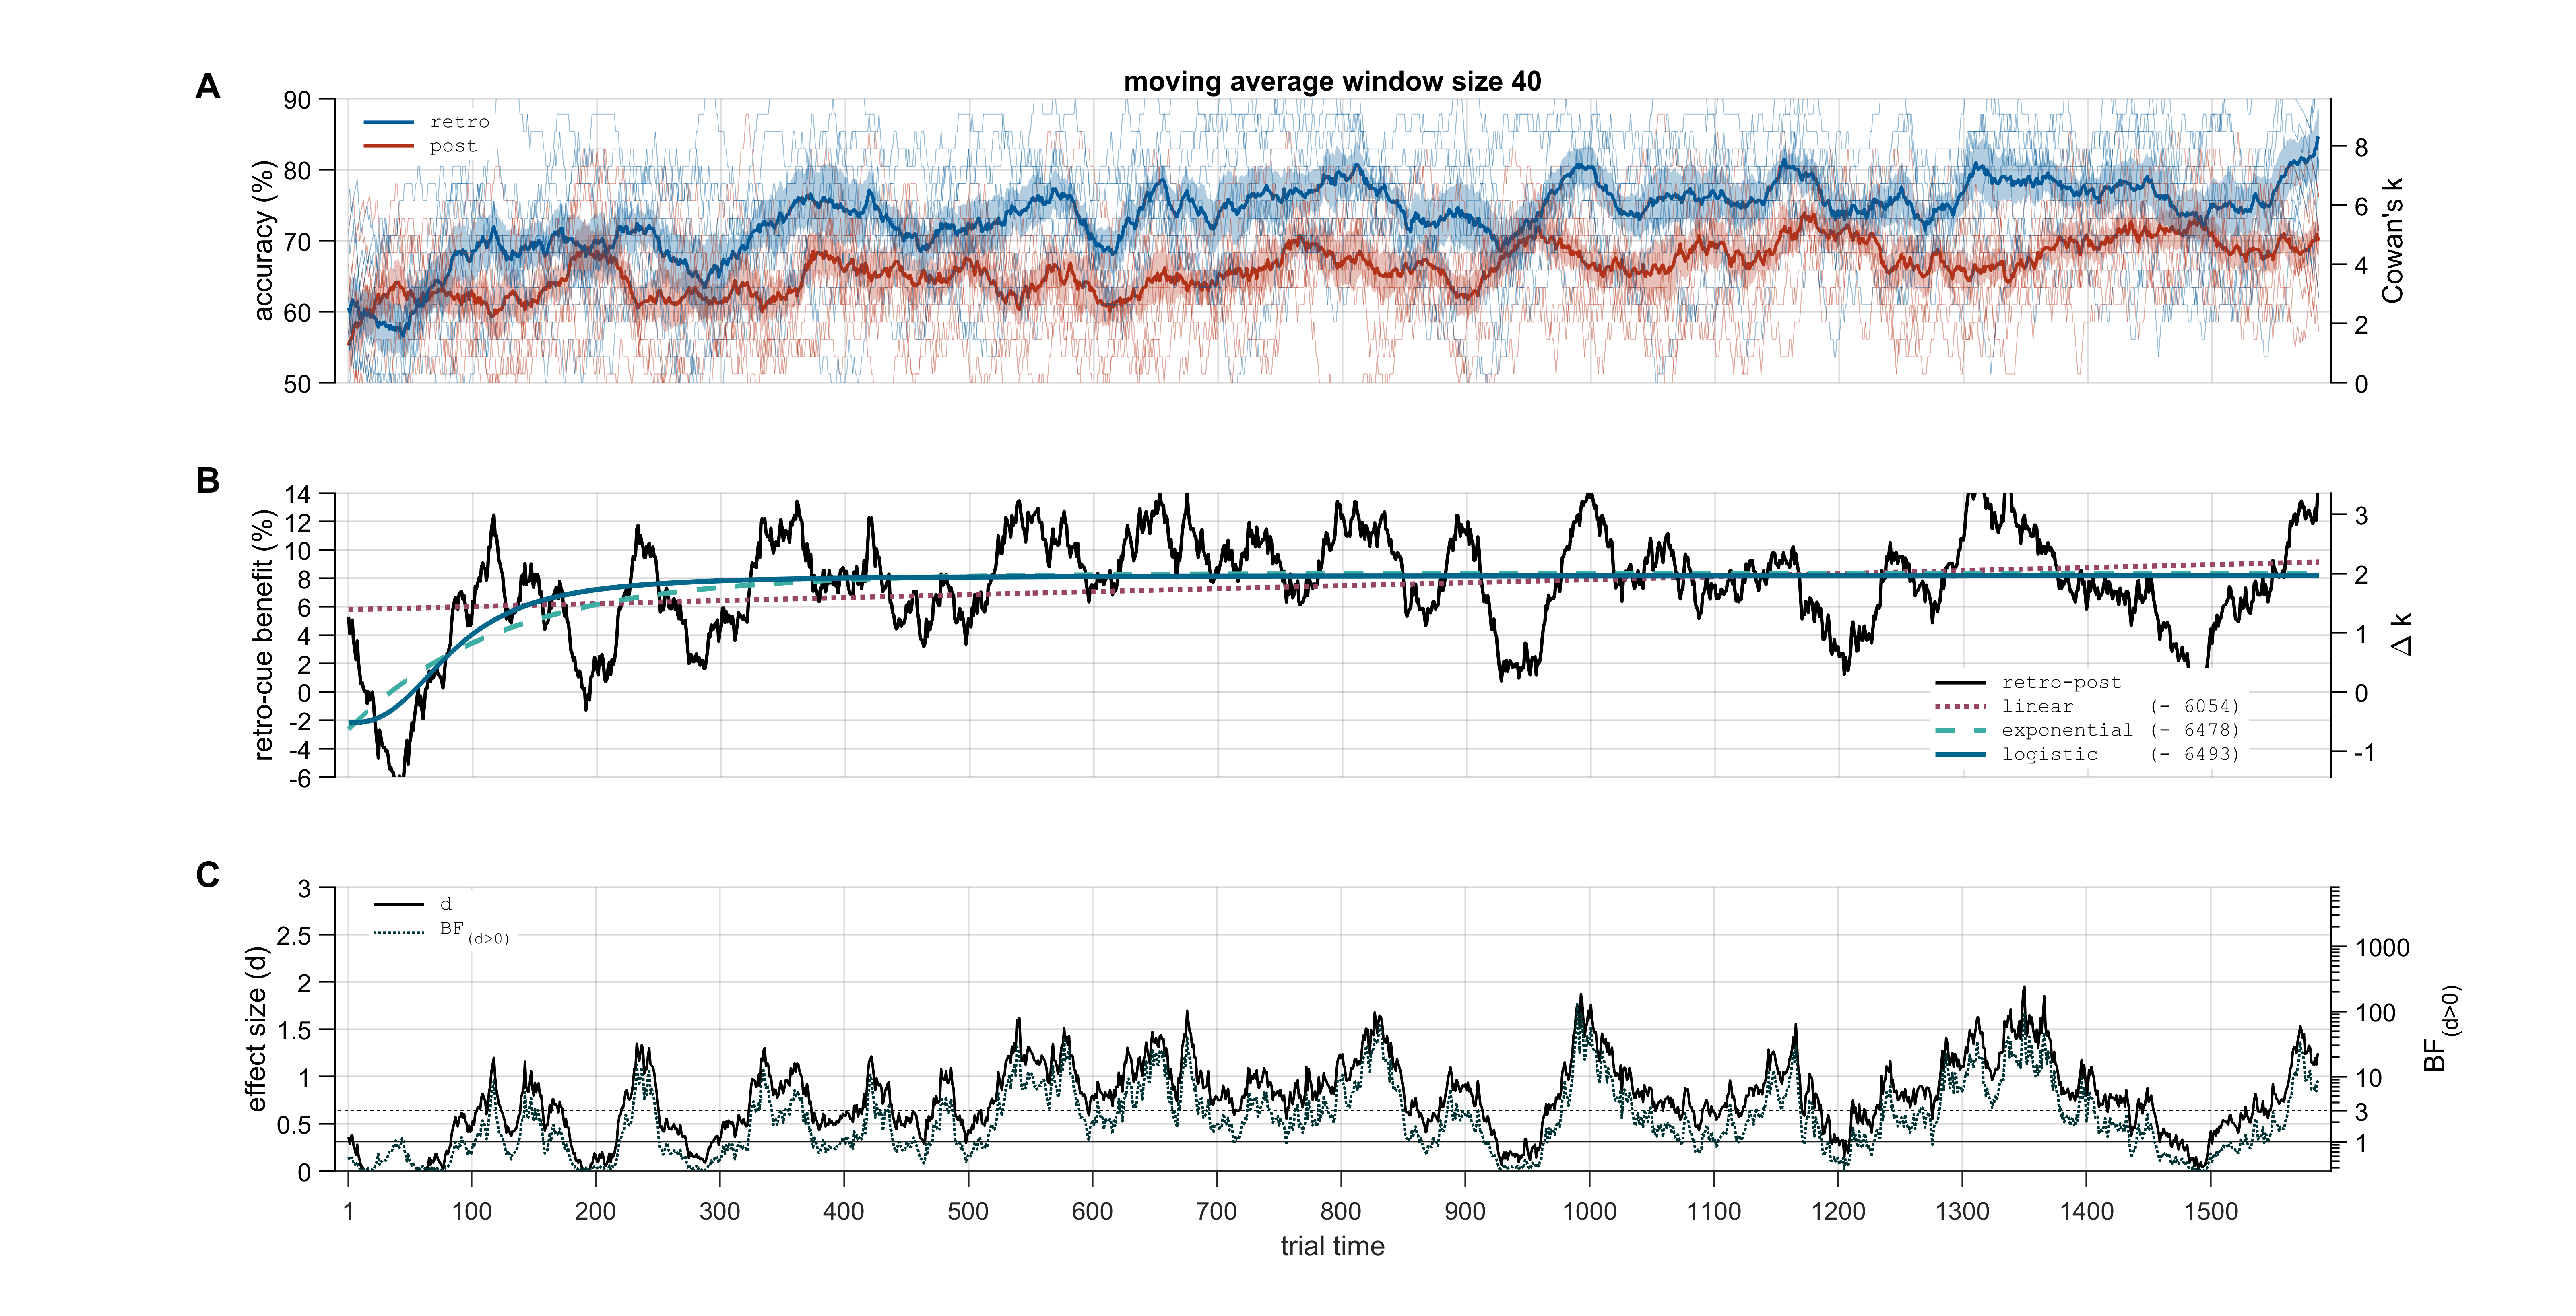 A
moving average window size 40
90
80
70
60
50
accuracy (%)
retro
post
8
6
4
2
0
Cowan's k
B
14
12
10
8
6
4
2
0
-2
-4
-6
retro-cue benefit (%)
3
2
1
0
-1
Δ k
retro-post
linear (- 6054)
exponential (- 6478)
logistic (- 6493)
C
3
2.5
2
1.5
1
0.5
0
effect size (d)
d
BF(d>0)
1000
100
10
3
1
BF(d>0)
1 100 200 300 400 500 600 700 800 900 1000 1100 1200 1300 1400 1500
trial time